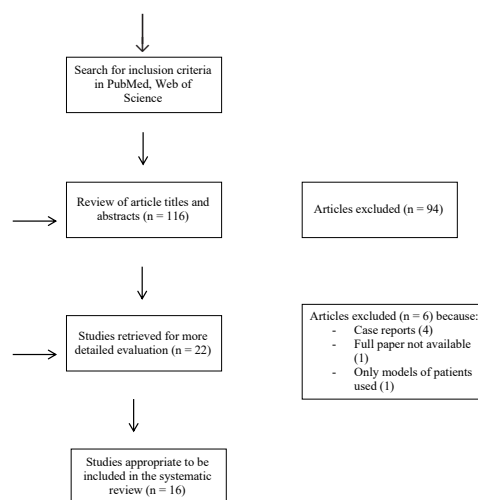 Search for inclusion criteria
in PubMed, Web of
Science
Review of article titles and
abstracts (n = 116)
Articles excluded (n = 94)
Studies retrieved for more
detailed evaluation (n = 22)
Articles excluded (n = 6) because:
- Case reports (4)
- Full paper not available
(1)
- Only models of patients
used (1)
Studies appropriate to be
included in the systematic
review (n = 16)